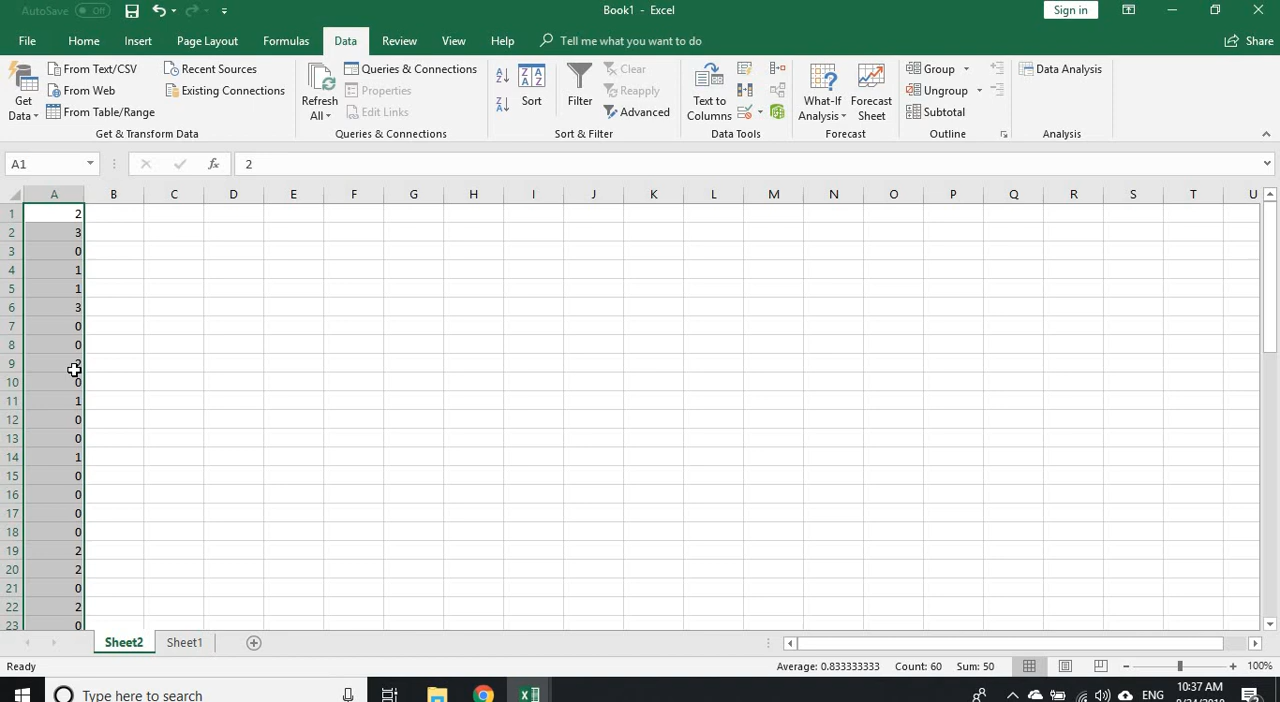 AutoSave Off
Book1 - Excel
Sign in
File Home Insert Page Layout Formulas Data Review View Help Tell me what you want to do Share
Get Data
From Text/CSV
From Web
From Table/Range
Recent Sources
Existing Connections
Get & Transform Data
Refresh All
Queries & Connections
Properties
Edit Links
Queries & Connections
Sort
Filter
Clear
Reapply
Advanced
Sort & Filter
Text to Columns
Data Tools
What-If Analysis
Forecast Sheet
Forecast
Group
Ungroup
Subtotal
Outline
Data Analysis
Analysis
A1 fx 2
A B C D E F G H I J K L M N O P Q R S T U
1 2
2 3
3 0
4 1
5 1
6 3
7 0
8 0
9 2
10 0
11 1
12 0
13 0
14 1
15 0
16 0
17 0
18 0
19 2
20 2
21 0
22 2
23 0
Sheet2 Sheet1
Ready Average: 0.833333333 Count: 60 Sum: 50 100%
Type here to search
ENG
10:37 AM